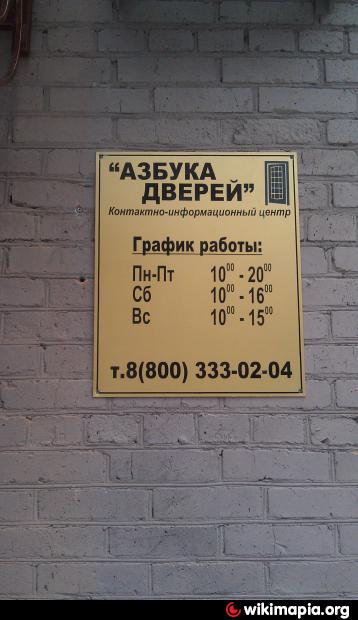 “АЗБУКА
ДВЕРЕЙ”
Контактно-информационный центр
График работы:
Пн-Пт 10⁰⁰ - 20⁰⁰
Сб 10⁰⁰ - 16⁰⁰
Вс 10⁰⁰ - 15⁰⁰
т.8(800) 333-02-04
wikimapia.org